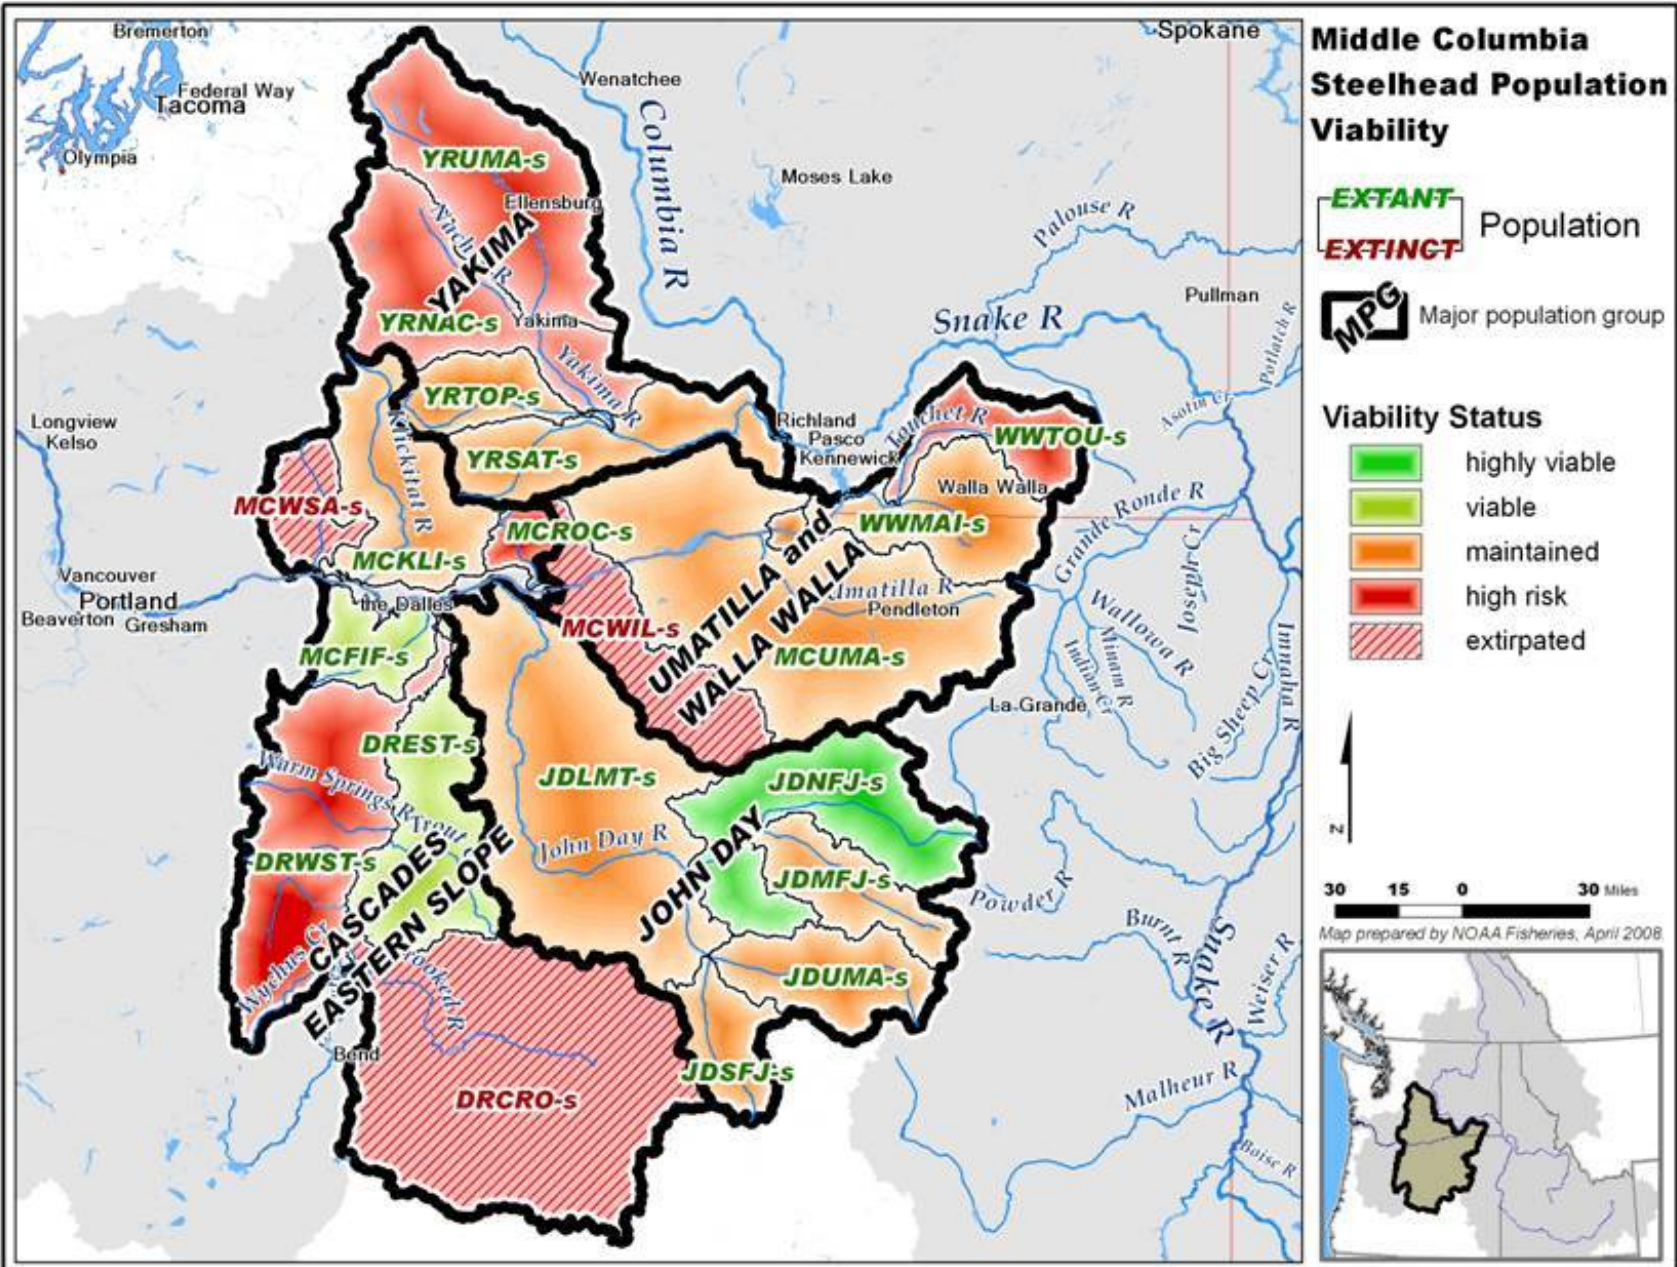 Middle Columbia
Steelhead Population
Viability
EXTANT
EXTINCT
Population
MPG
Major population group
Viability Status
highly viable
viable
maintained
high risk
extirpated
N
30 15 0 30 Miles
Map prepared by NOAA Fisheries, April 2008
Bremerton
Federal Way
Tacoma
Olympia
Wenatchee
Spokane
Columbia R
Moses Lake
Palouse R
Pullman
Potlatch R
Snake R
YRUMA-s
Ellensburg
YAKIMA
YRNAC-s
Yakima
Yakima R
YRTOP-s
YRSAT-s
Klickitat R
Longview
Kelso
Richland
Pasco
Kennewick
Touchet R
WWTOU-s
Asotin Cr
Walla Walla
WWMAI-s
Grande Ronde R
Joseph Cr
MCWSA-s
MCROC-s
MCKLI-s
Vancouver
Portland
Beaverton
Gresham
the Dalles
MCWIL-s
UMATILLA and
WALLA WALLA
Umatilla R
Pendleton
MCUMA-s
Wallowa R
Minam R
Indian Cr
Imnaha R
Big Sheep Cr
La Grande
MCFIF-s
DREST-s
Warm Springs R
Trout
DRWST-s
CASCADES
EASTERN SLOPE
Wychus Cr
Crooked R
Bend
DRCRO-s
JDLMT-s
John Day R
JOHN DAY
JDNFJ-s
JDMFJ-s
JDUMA-s
JDSFJ-s
Powder R
Burnt R
Snake R
Weiser R
Malheur R
Boise R